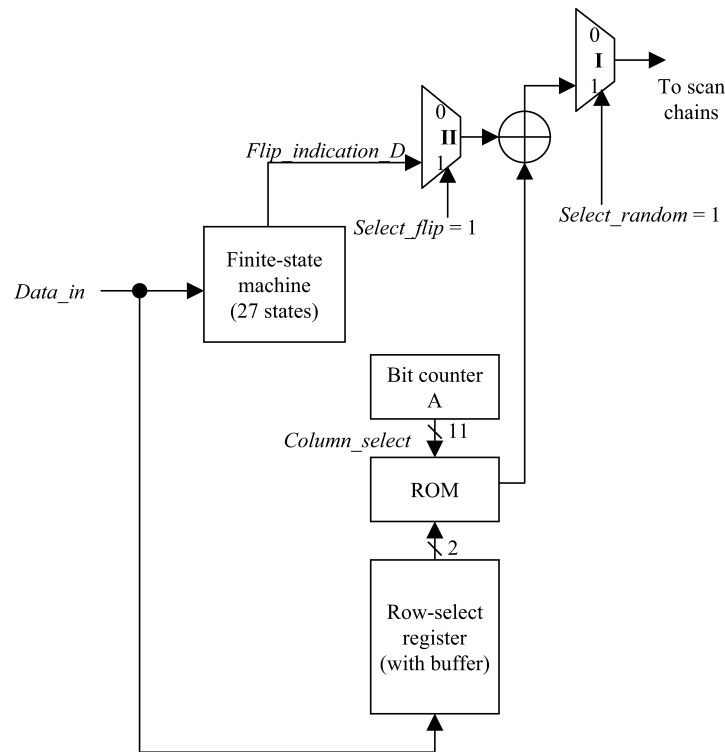 0
I
1
To scan
chains
0
II
1
Flip_indication_D
Select_flip = 1
Select_random = 1
Finite-state
machine
(27 states)
Data_in
Bit counter
A
11
Column_select
ROM
2
Row-select
register
(with buffer)